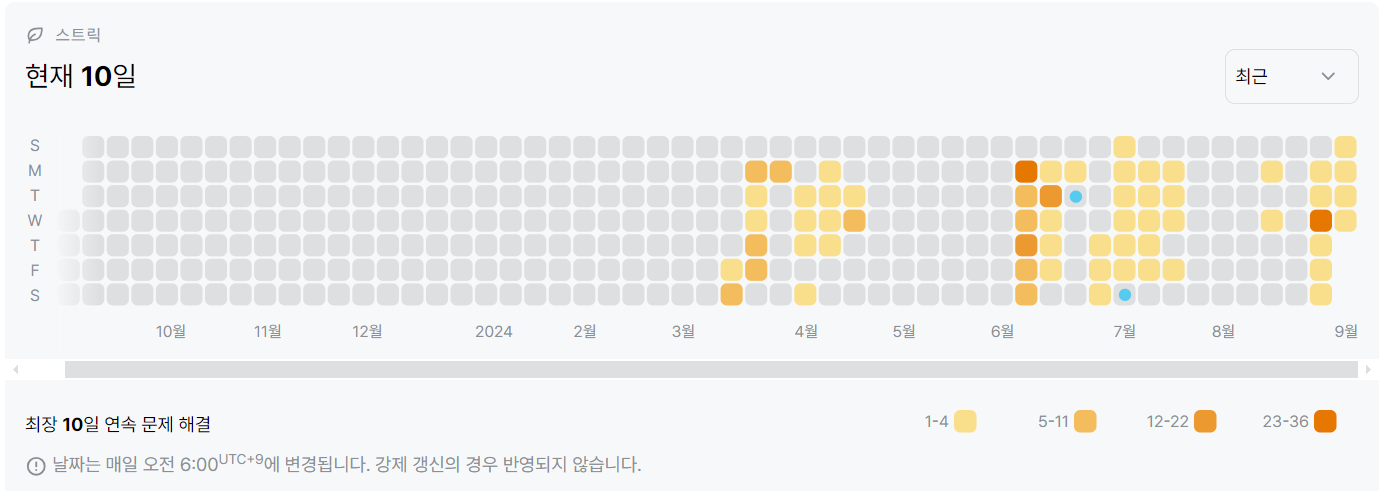 스트릭
현재 10일
최근
S
M
T
W
T
F
S
10월 11월 12월 2024 2월 3월 4월 5월 6월 7월 8월 9월
최장 10일 연속 문제 해결
1-4 5-11 12-22 23-36
날짜는 매일 오전 6:00UTC+9에 변경됩니다. 강제 갱신의 경우 반영되지 않습니다.